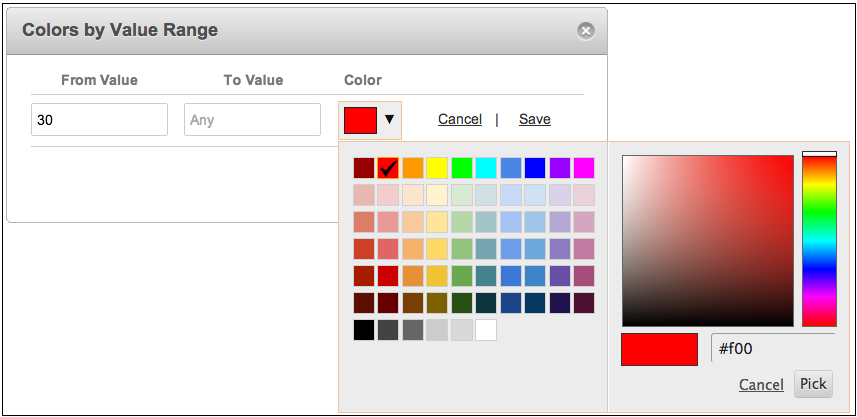 Colors by Value Range
From Value To Value Color
30 Any Cancel | Save
#f00
Cancel Pick